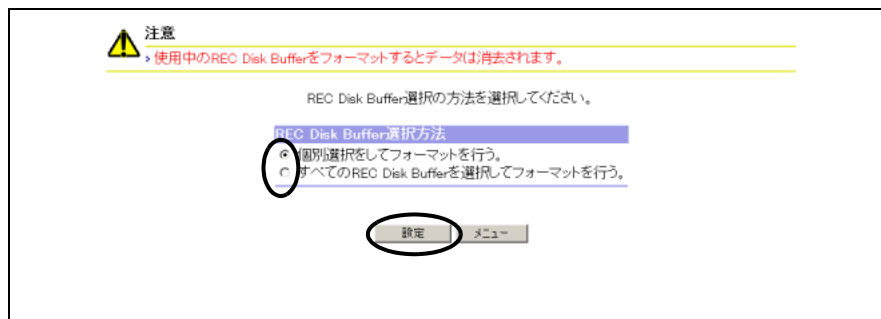 注意
使用中のREC Disk Bufferをフォーマットするとデータは消去されます。
REC Disk Buffer選択の方法を選択してください。
REC Disk Buffer選択方法
個別選択をしてフォーマットを行う。
すべてのREC Disk Bufferを選択してフォーマットを行う。
設定 メニュー